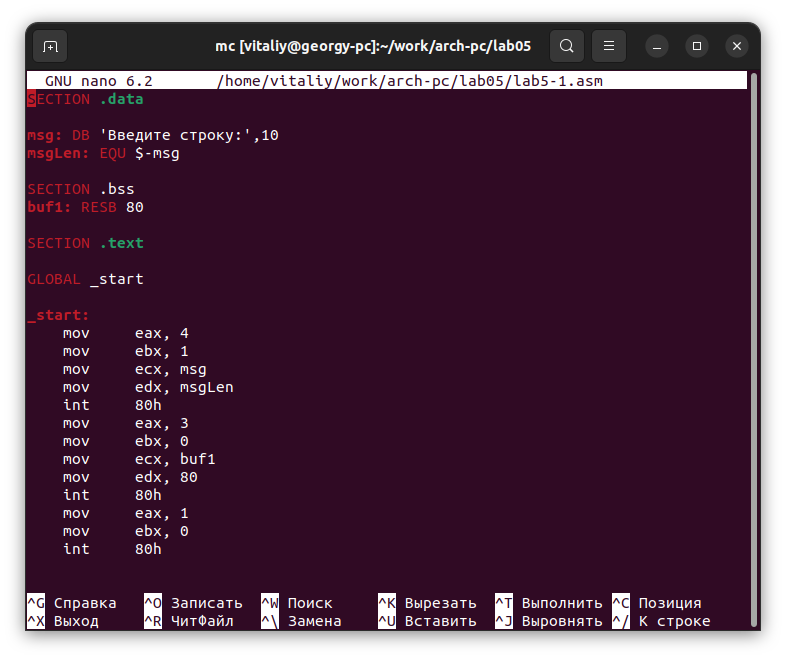 mc [vitaliy@georgy-pc]:~/work/arch-pc/lab05
GNU nano 6.2 /home/vitaliy/work/arch-pc/lab05/lab5-1.asm
SECTION .data
msg: DB 'Введите строку:',10
msgLen: EQU $-msg
SECTION .bss
buf1: RESB 80
SECTION .text
GLOBAL _start
_start:
mov eax, 4
mov ebx, 1
mov ecx, msg
mov edx, msgLen
int 80h
mov eax, 3
mov ebx, 0
mov ecx, buf1
mov edx, 80
int 80h
mov eax, 1
mov ebx, 0
int 80h
^G Справка ^O Записать ^W Поиск ^K Вырезать ^T Выполнить ^C Позиция
^X Выход ^R ЧитФайл ^\ Замена ^U Вставить ^J Выровнять ^/ К строке